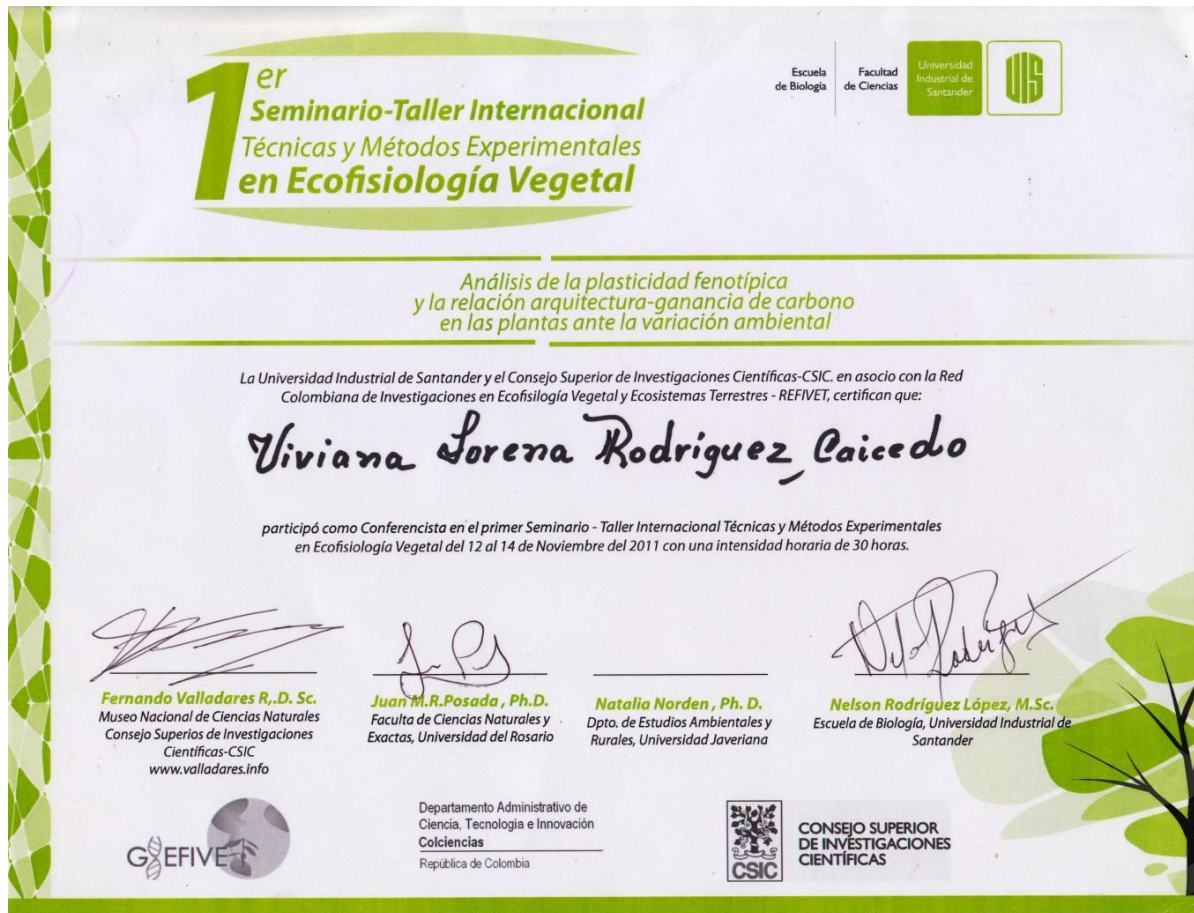 1er
Seminario-Taller Internacional
Técnicas y Métodos Experimentales
en Ecofisiología Vegetal
Escuela
de Biología
Facultad
de Ciencias
Universidad
Industrial de
Santander
UIS
Análisis de la plasticidad fenotípica
y la relación arquitectura-ganancia de carbono
en las plantas ante la variación ambiental
La Universidad Industrial de Santander y el Consejo Superior de Investigaciones Científicas-CSIC. en asocio con la Red
Colombiana de Investigaciones en Ecofisilogía Vegetal y Ecosistemas Terrestres - REFIVET, certifican que:
Viviana Lorena Rodríguez Caicedo
participó como Conferencista en el primer Seminario - Taller Internacional Técnicas y Métodos Experimentales
en Ecofisiología Vegetal del 12 al 14 de Noviembre del 2011 con una intensidad horaria de 30 horas.
Fernando Valladares R,.D. Sc.
Museo Nacional de Ciencias Naturales
Consejo Superios de Investigaciones
Científicas-CSIC
www.valladares.info
Juan M.R.Posada , Ph.D.
Faculta de Ciencias Naturales y
Exactas, Universidad del Rosario
Natalia Norden , Ph. D.
Dpto. de Estudios Ambientales y
Rurales, Universidad Javeriana
Nelson Rodríguez López, M.Sc.
Escuela de Biología, Universidad Industrial de
Santander
EFIVE
Departamento Administrativo de
Ciencia, Tecnologia e Innovación
Colciencias
República de Colombia
CSIC
CONSEJO SUPERIOR
DE INVESTIGACIONES
CIENTÍFICAS